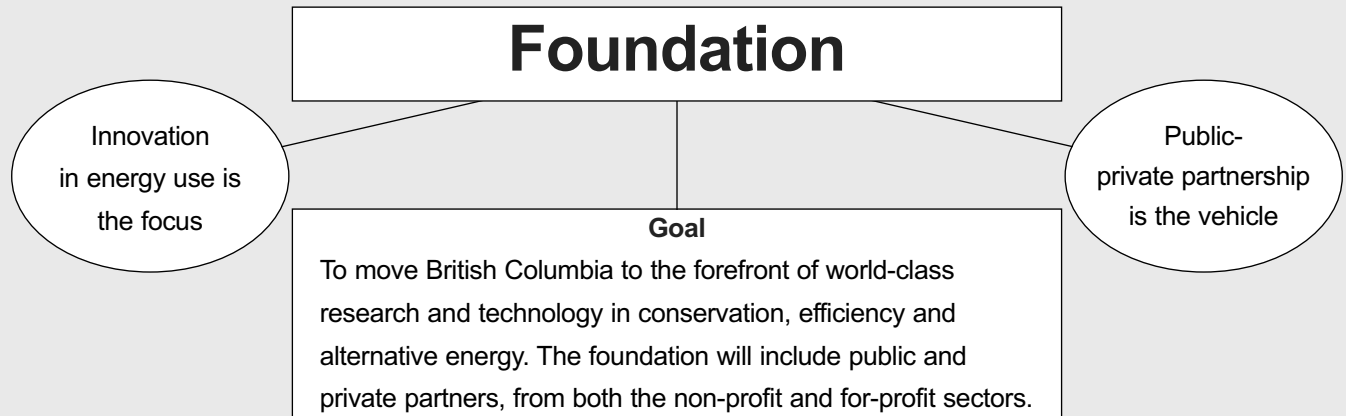 Foundation
Innovation
in energy use is
the focus
Public-
private partnership
is the vehicle
Goal
To move British Columbia to the forefront of world-class
research and technology in conservation, efficiency and
alternative energy. The foundation will include public and
private partners, from both the non-profit and for-profit sectors.